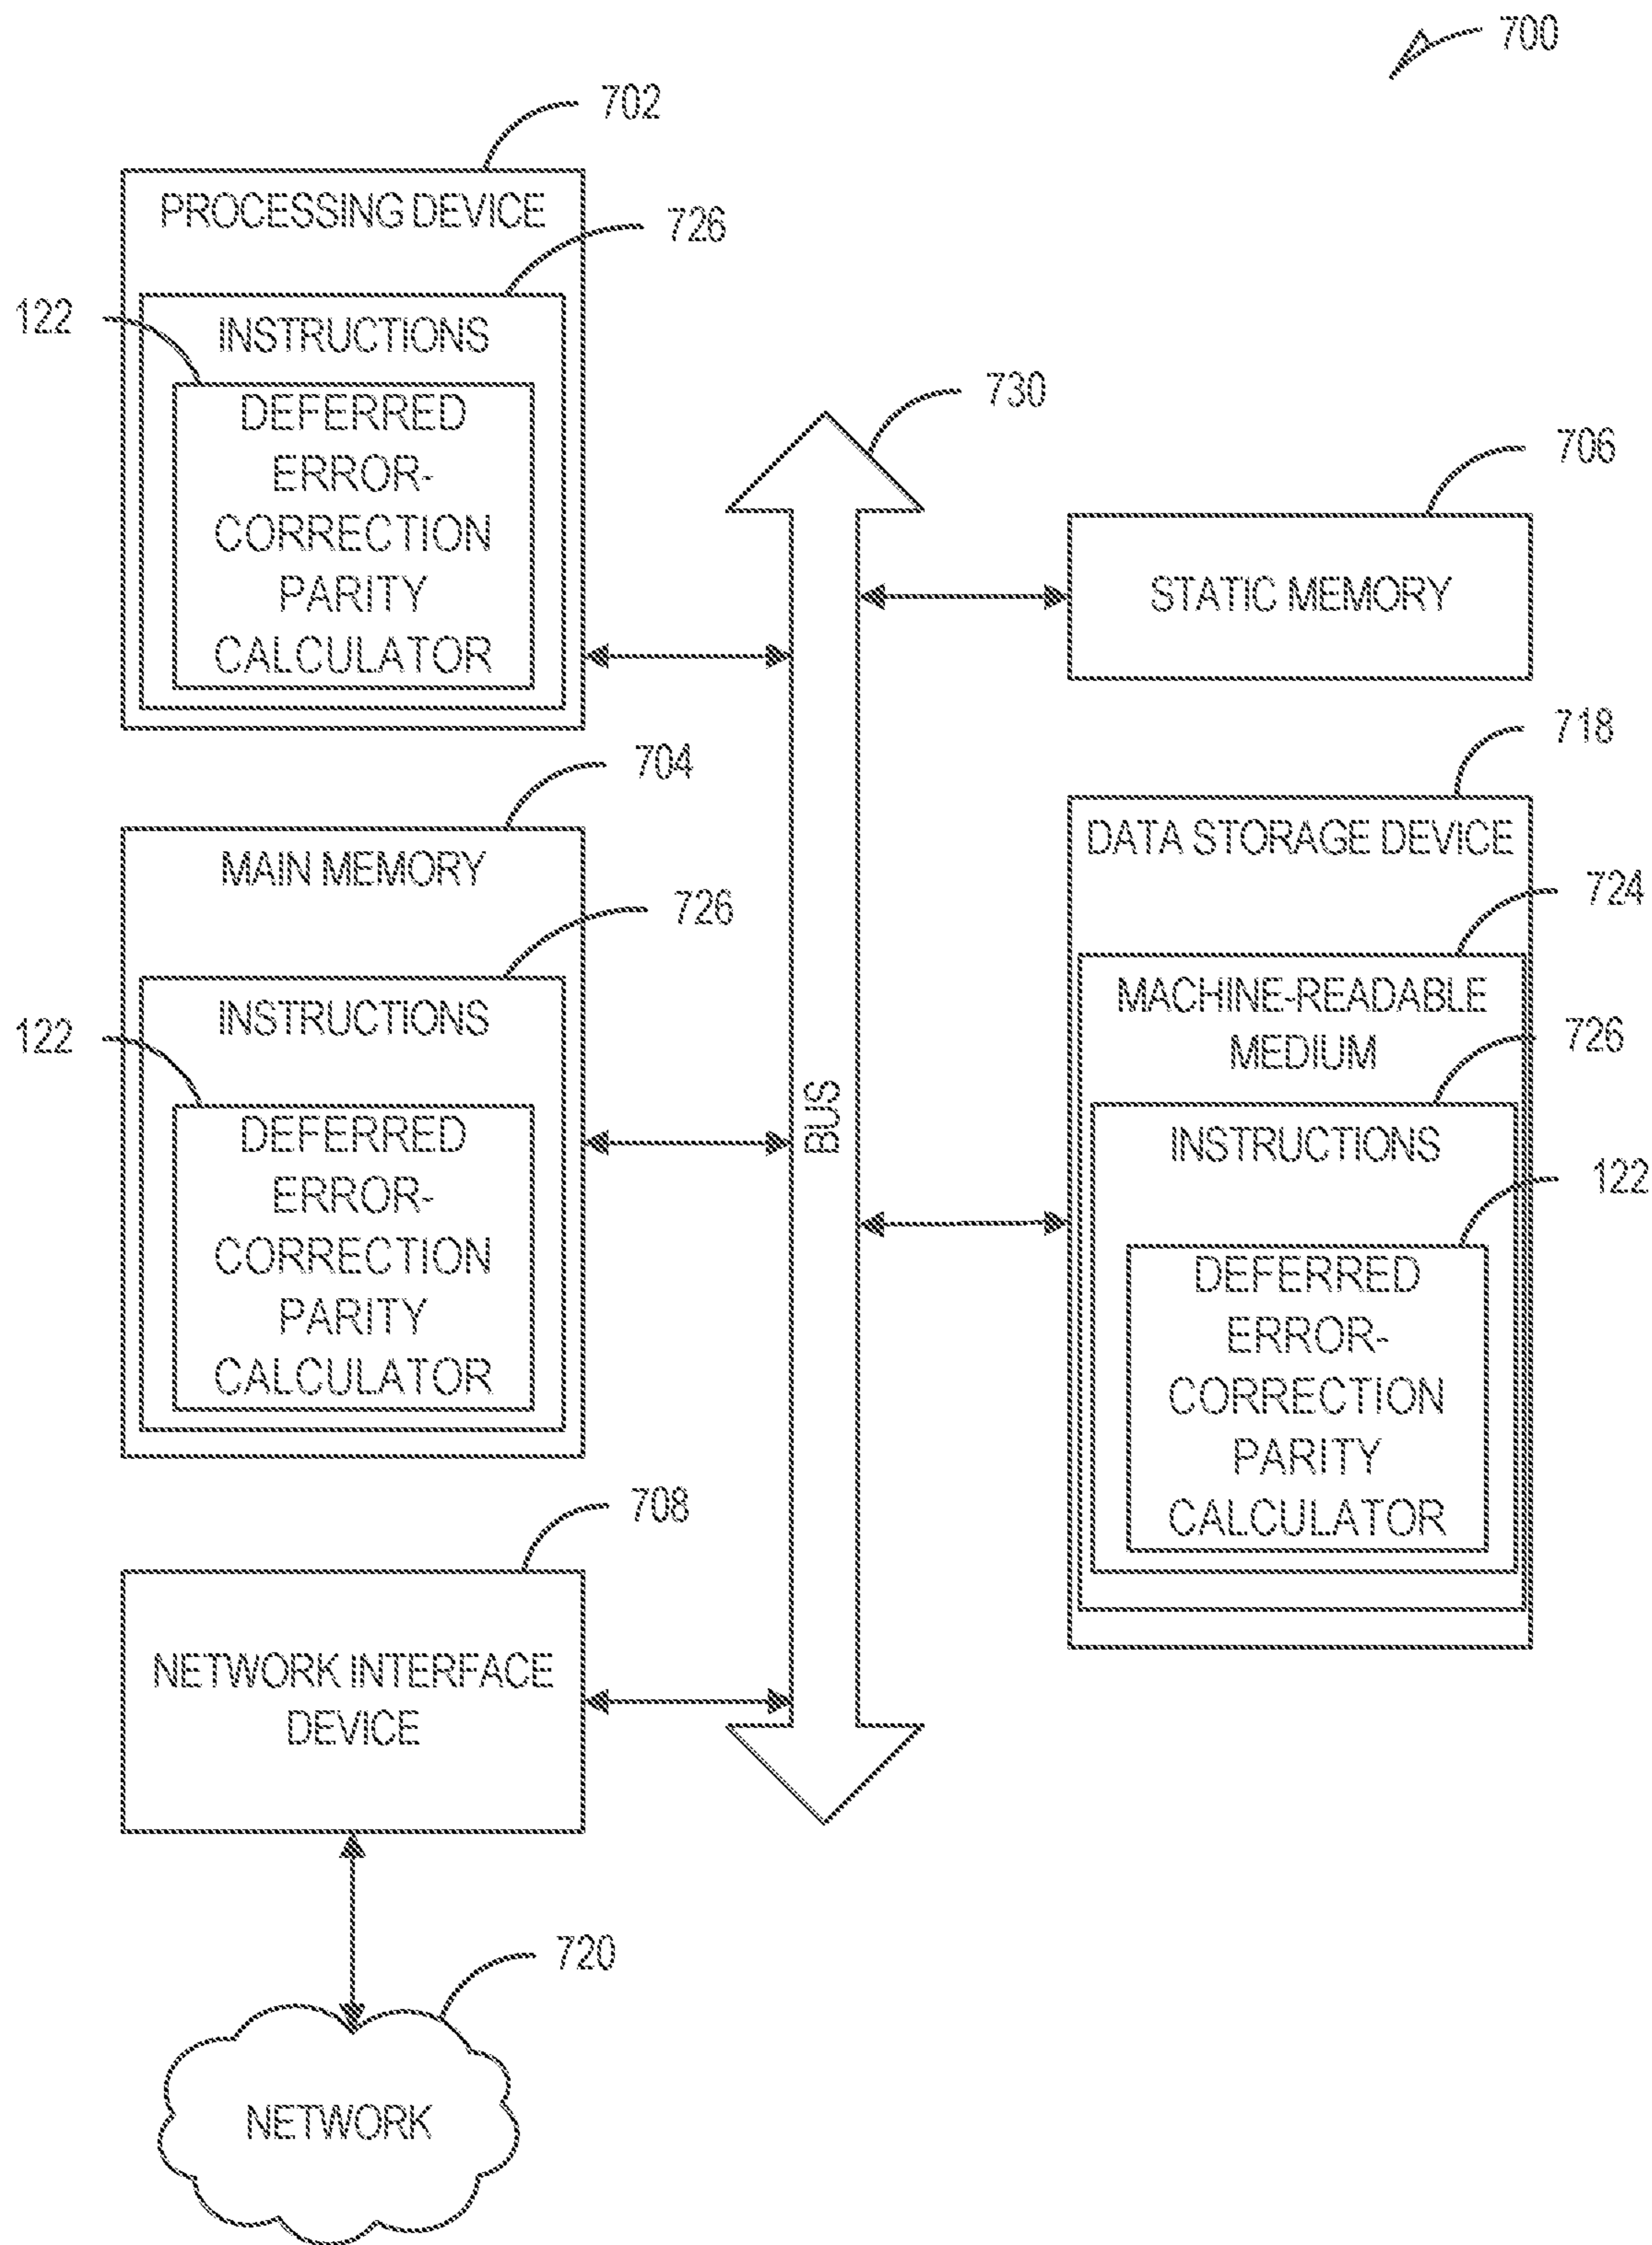 700
702
PROCESSING DEVICE
726
122
INSTRUCTIONS
DEFERRED
ERROR-
CORRECTION
PARITY
CALCULATOR
730
706
STATIC MEMORY
704
MAIN MEMORY
726
122
INSTRUCTIONS
DEFERRED
ERROR-
CORRECTION
PARITY
CALCULATOR
BUS
718
DATA STORAGE DEVICE
724
MACHINE-READABLE
MEDIUM
726
INSTRUCTIONS
122
DEFERRED
ERROR-
CORRECTION
PARITY
CALCULATOR
708
NETWORK INTERFACE
DEVICE
720
NETWORK